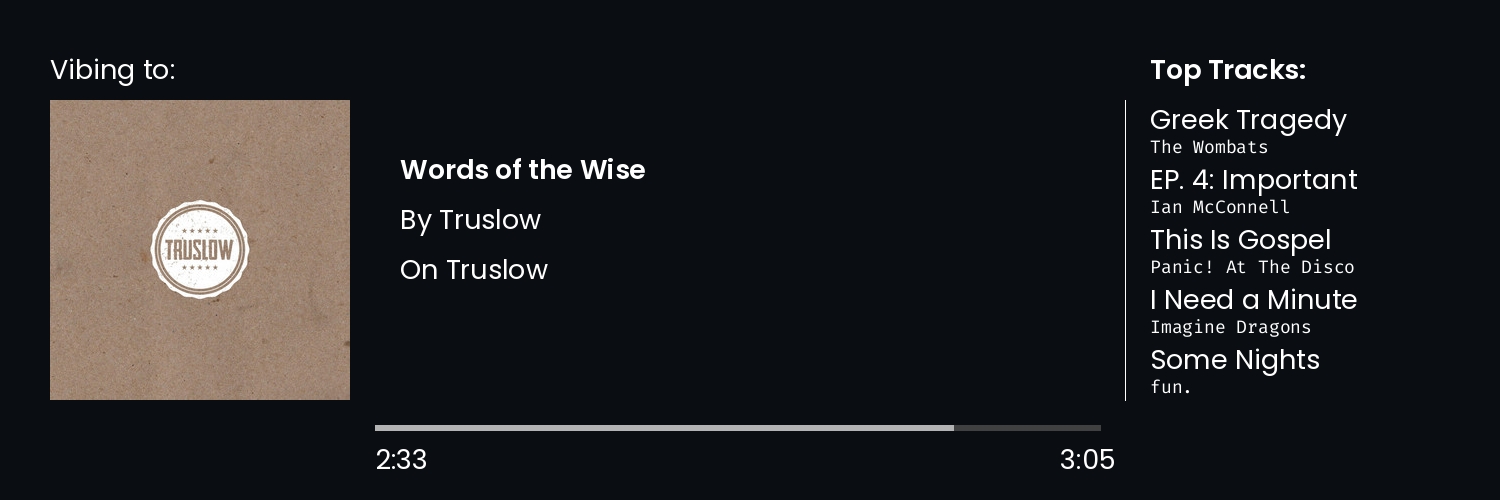 Vibing to:
TRUSLOW
Words of the Wise
By Truslow
On Truslow
2:33
3:05
Top Tracks:
Greek Tragedy
The Wombats
EP. 4: Important
Ian McConnell
This Is Gospel
Panic! At The Disco
I Need a Minute
Imagine Dragons
Some Nights
fun.